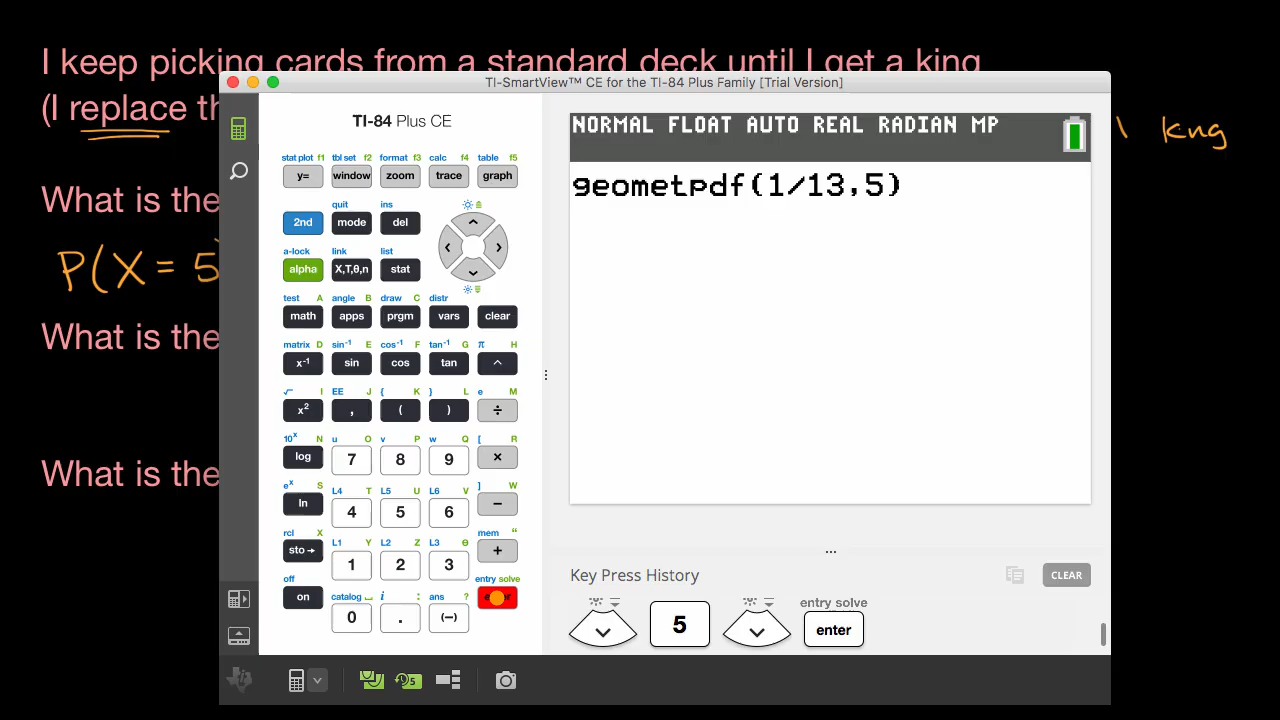 I keep picking cards from a standard deck until I get a king
(I replace th
\ kng
What is the
P(X = 5)
What is the
What is the
TI-SmartView™ CE for the TI-84 Plus Family [Trial Version]
TI-84 Plus CE
stat plot f1 tbl set f2 format f3 calc f4 table f5
y= window zoom trace graph
quit ins
2nd mode del
a-lock link list
alpha X,T,θ,n stat
test A angle B draw C distr
math apps prgm vars clear
matrix D sin⁻¹ E cos⁻¹ F tan⁻¹ G π H
x⁻¹ sin cos tan ^
√‾ I EE J { K } L e M
x² , ( ) ÷
10ˣ N u O v P w Q [ R
log 7 8 9 ×
eˣ S L4 T L5 U L6 V ] W
ln 4 5 6 −
rcl X L1 Y L2 Z L3 θ mem “
sto→ 1 2 3 +
off catalog ⎵ i : ans ? entry solve
on 0 . (−)
NORMAL FLOAT AUTO REAL RADIAN MP
geometpdf(1/13,5)
Key Press History
CLEAR
entry solve
5 enter
5